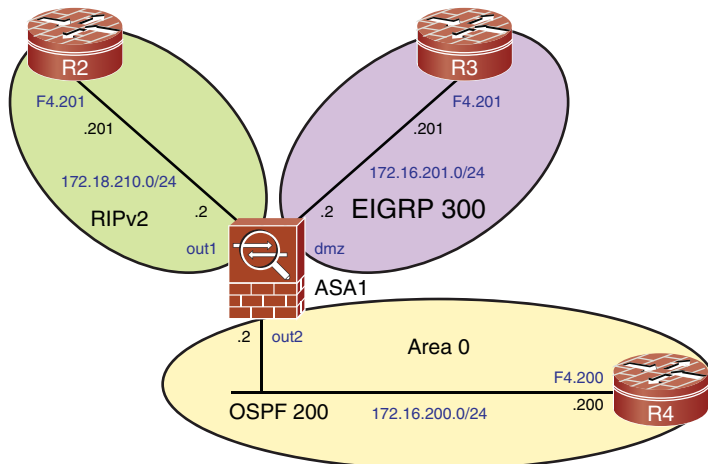 R2
R3
F4.201
F4.201
.201
.201
172.18.210.0/24
172.16.201.0/24
RIPv2
.2
.2
EIGRP 300
out1
dmz
ASA1
.2
out2
Area 0
F4.200
OSPF 200
172.16.200.0/24
.200
R4